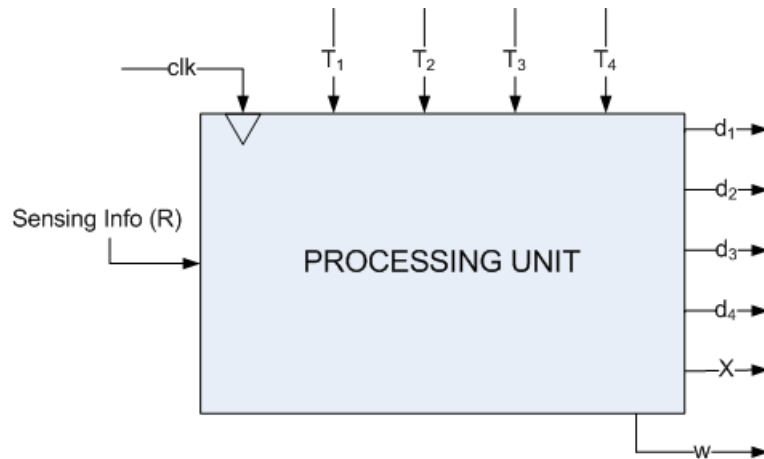 T₁ T₂ T₃ T₄
clk
d₁
d₂
Sensing Info (R)
d₃
PROCESSING UNIT
d₄
X
w